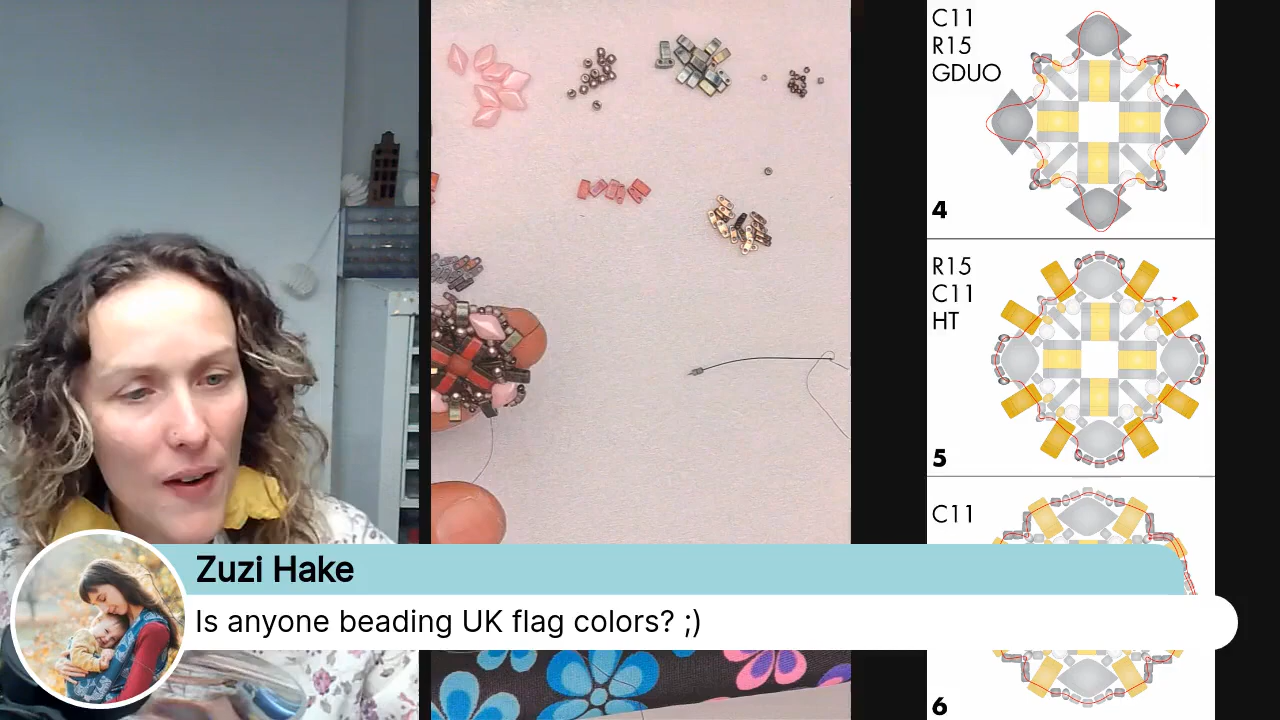 C11
R15
GDUO
4
R15
C11
HT
5
C11
6
Zuzi Hake
Is anyone beading UK flag colors? ;)